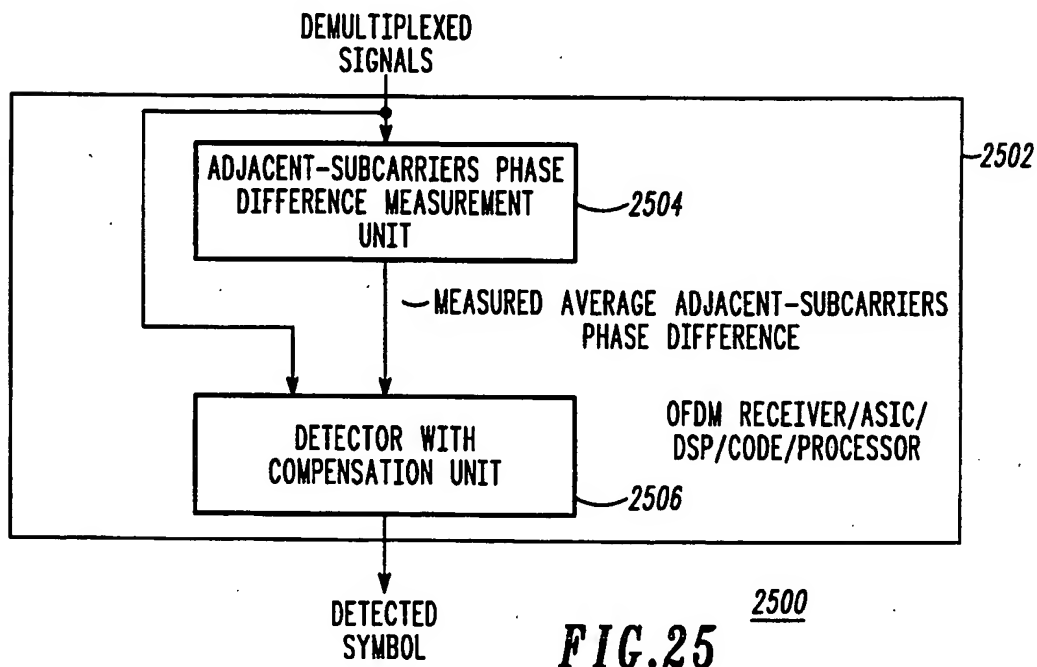 DEMULTIPLEXED
SIGNALS
2502
ADJACENT-SUBCARRIERS PHASE
DIFFERENCE MEASUREMENT
UNIT
2504
MEASURED AVERAGE ADJACENT-SUBCARRIERS
PHASE DIFFERENCE
OFDM RECEIVER/ASIC/
DSP/CODE/PROCESSOR
DETECTOR WITH
COMPENSATION UNIT
2506
DETECTED
SYMBOL
2500
FIG.25